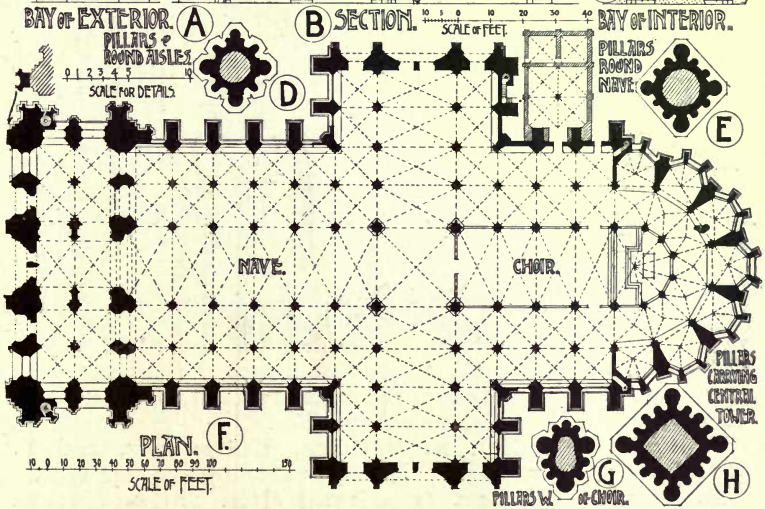 BAY OF EXTERIOR. A
B SECTION.
10 5 0 10 20 30 40
SCALE OF FEET.
BAY OF INTERIOR.
PILLARS
ROUND AISLES
D
0 1 2 3 4 5 10
SCALE FOR DETAILS.
PILLARS
ROUND
NAVE
E
NAVE.
CHOIR.
PLAN. F.
10 0 10 20 30 40 50 60 70 80 90 100 150
SCALE OF FEET.
PILLARS W. OF CHOIR.
G
PILLARS
CARRYING
CENTRAL
TOWER.
H